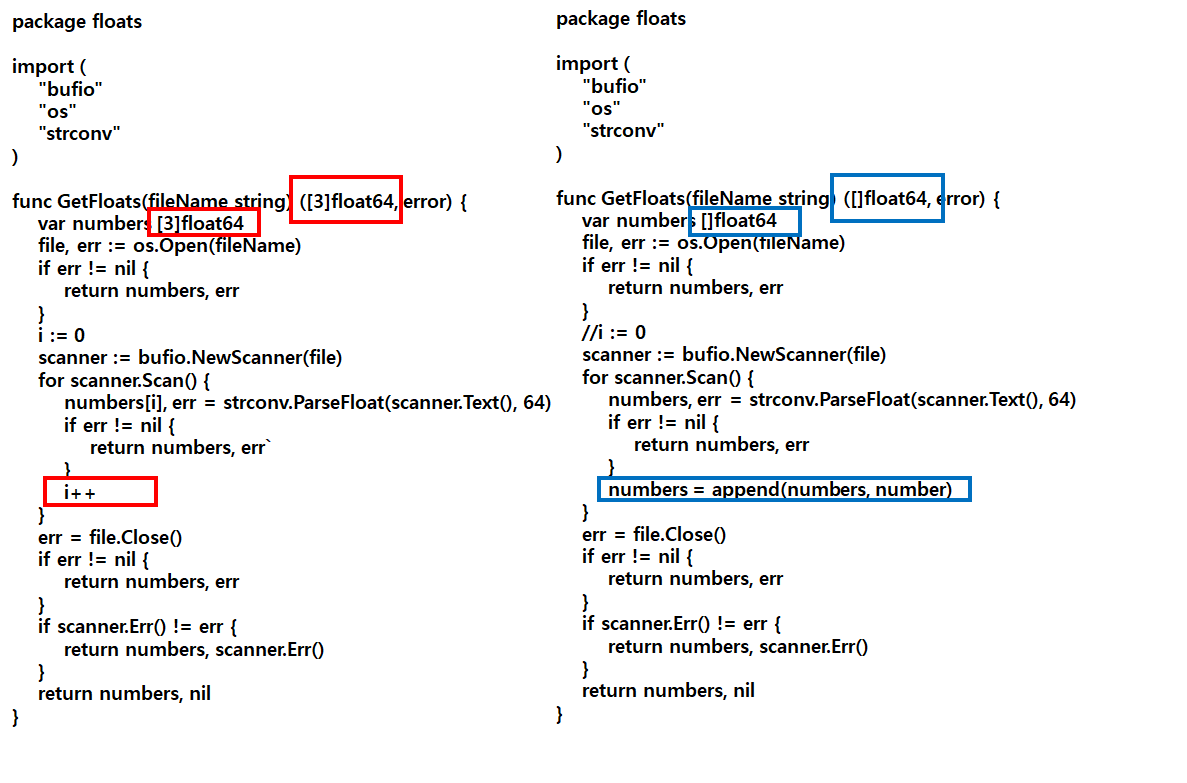 package floats

import (
    "bufio"
    "os"
    "strconv"
)

func GetFloats(fileName string) ([3]float64, error) {
    var numbers [3]float64
    file, err := os.Open(fileName)
    if err != nil {
        return numbers, err
    }
    i := 0
    scanner := bufio.NewScanner(file)
    for scanner.Scan() {
        numbers[i], err = strconv.ParseFloat(scanner.Text(), 64)
        if err != nil {
            return numbers, err`
        }
        i++
    }
    err = file.Close()
    if err != nil {
        return numbers, err
    }
    if scanner.Err() != err {
        return numbers, scanner.Err()
    }
    return numbers, nil
}

package floats

import (
    "bufio"
    "os"
    "strconv"
)

func GetFloats(fileName string) ([]float64, error) {
    var numbers []float64
    file, err := os.Open(fileName)
    if err != nil {
        return numbers, err
    }
    //i := 0
    scanner := bufio.NewScanner(file)
    for scanner.Scan() {
        numbers, err = strconv.ParseFloat(scanner.Text(), 64)
        if err != nil {
            return numbers, err
        }
        numbers = append(numbers, number)
    }
    err = file.Close()
    if err != nil {
        return numbers, err
    }
    if scanner.Err() != err {
        return numbers, scanner.Err()
    }
    return numbers, nil
}